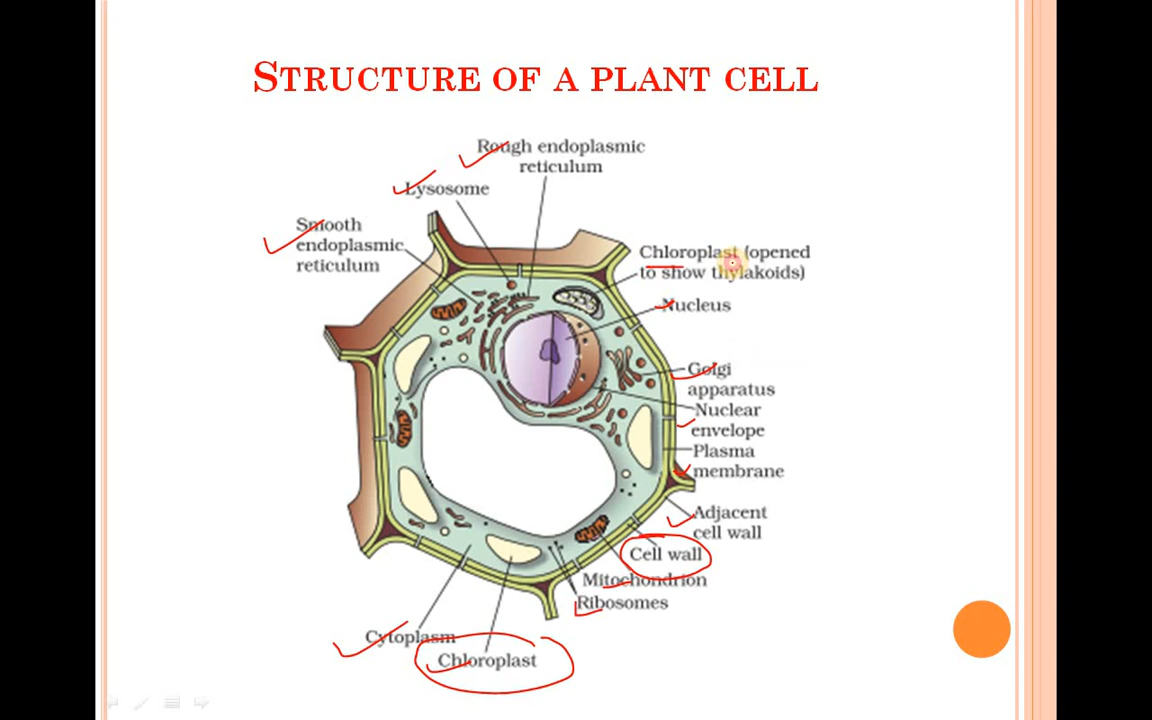 STRUCTURE OF A PLANT CELL
Rough endoplasmic
reticulum
Lysosome
Smooth
endoplasmic
reticulum
Chloroplast (opened
to show thylakoids)
Nucleus
Golgi
apparatus
Nuclear
envelope
Plasma
membrane
Adjacent
cell wall
Cell wall
Mitochondrion
Ribosomes
Cytoplasm
Chloroplast